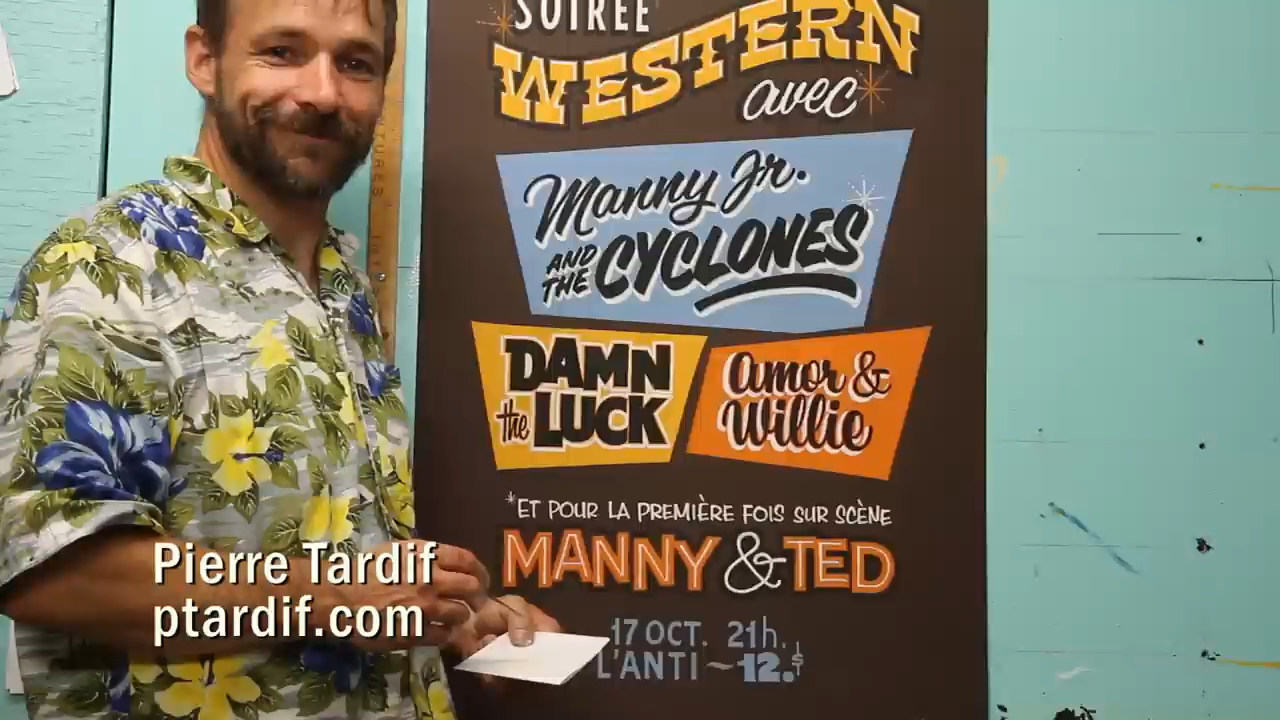 SOIRÉE
WESTERN
avec
Manny Jr.
AND THE CYCLONES
DAMN
the LUCK
Amor &
Willie
*ET POUR LA PREMIÈRE FOIS SUR SCÈNE
MANNY & TED
17 OCT. 21h.
L'ANTI ~ 12.$
Pierre Tardif
ptardif.com